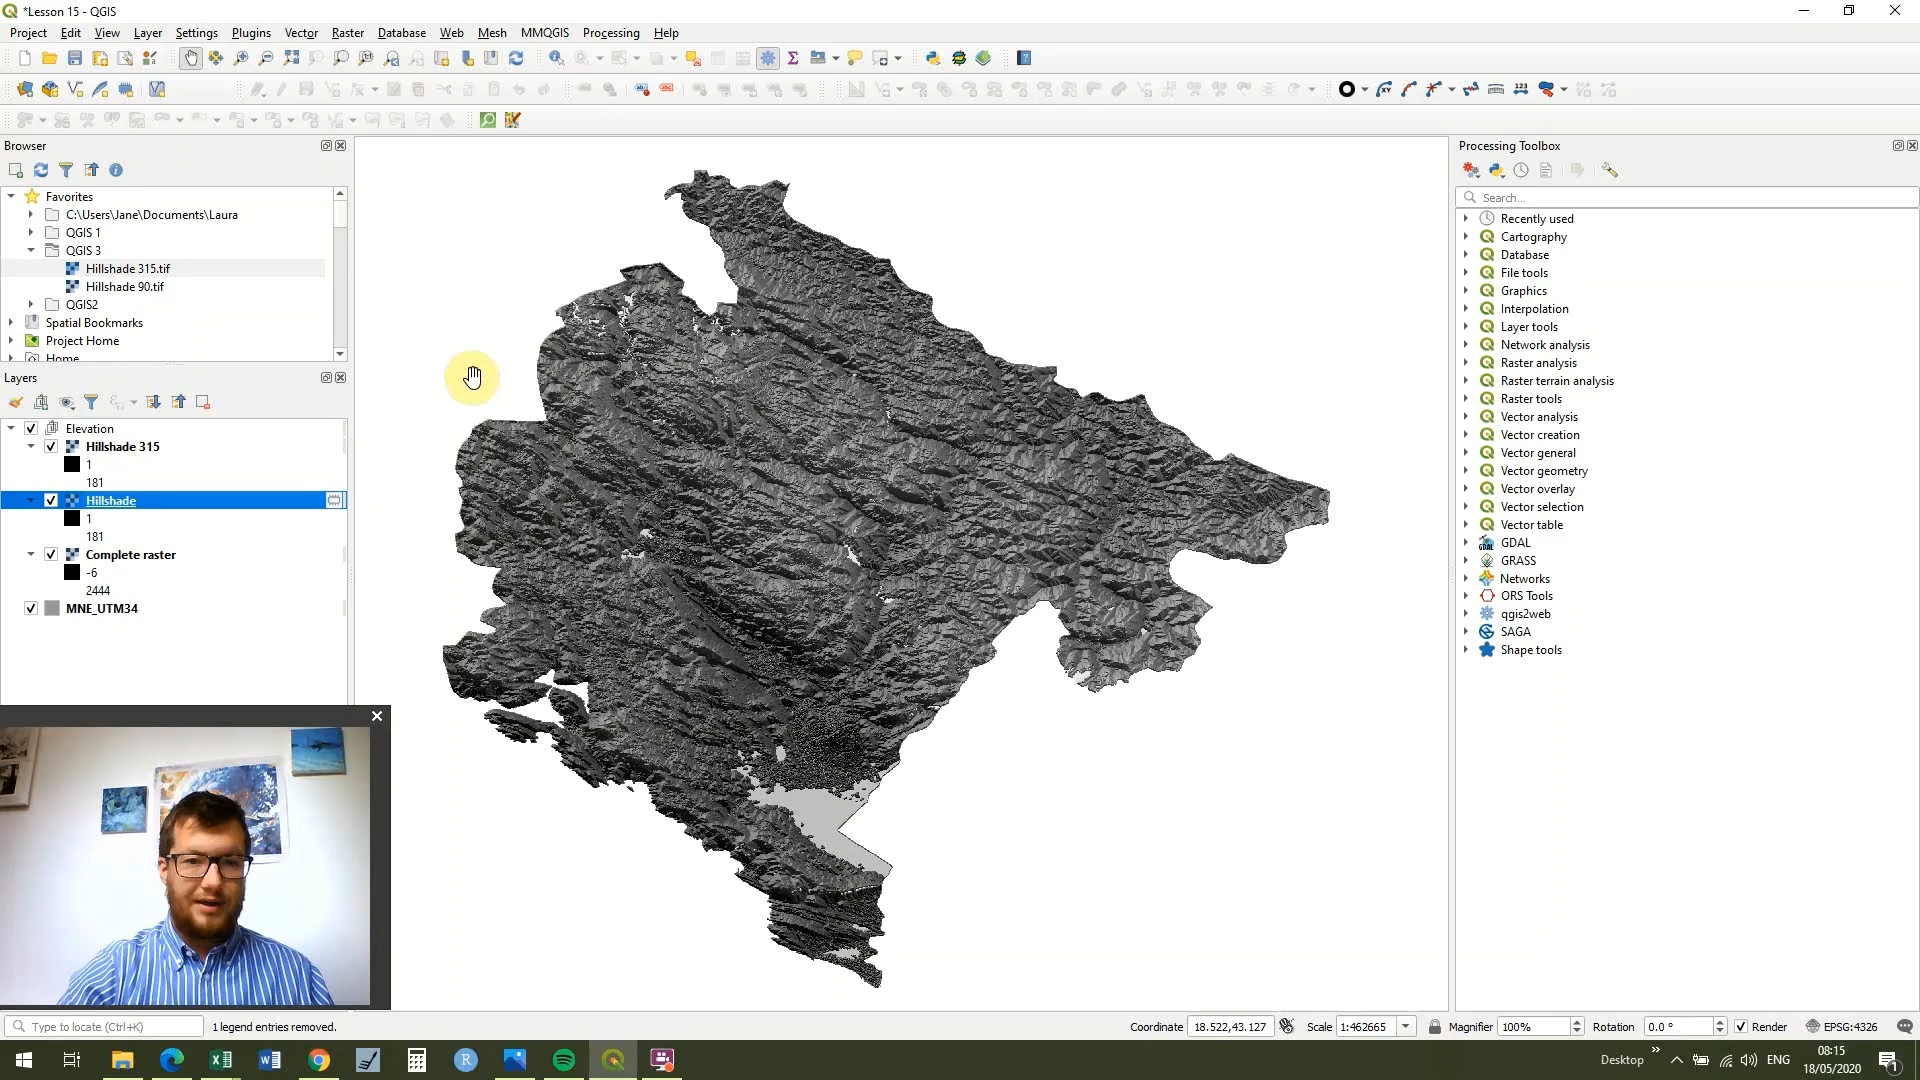 *Lesson 15 - QGIS
Project Edit View Layer Settings Plugins Vector Raster Database Web Mesh MMQGIS Processing Help
Browser
Favorites
C:\Users\Jane\Documents\Laura
QGIS 1
QGIS 3
Hillshade 315.tif
Hillshade 90.tif
QGIS2
Spatial Bookmarks
Project Home
Home
Layers
Elevation
Hillshade 315
1
181
Hillshade
1
181
Complete raster
-6
2444
MNE_UTM34
Processing Toolbox
Search...
Recently used
Cartography
Database
File tools
Graphics
Interpolation
Layer tools
Network analysis
Raster analysis
Raster terrain analysis
Raster tools
Vector analysis
Vector creation
Vector general
Vector geometry
Vector overlay
Vector selection
Vector table
GDAL
GRASS
Networks
ORS Tools
qgis2web
SAGA
Shape tools
Type to locate (Ctrl+K) 1 legend entries removed. Coordinate 18.522,43.127 Scale 1:462665 Magnifier 100% Rotation 0.0 ° Render EPSG:4326
Desktop » ENG 08:15
18/05/2020